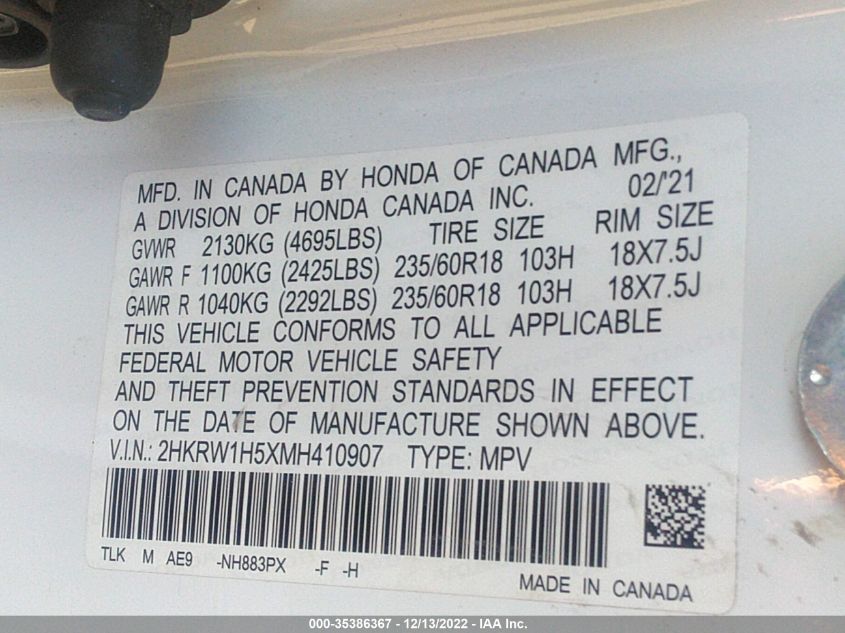 MFD. IN CANADA BY HONDA OF CANADA MFG.,
A DIVISION OF HONDA CANADA INC. 02/'21
GVWR 2130KG (4695LBS) TIRE SIZE RIM SIZE
GAWR F 1100KG (2425LBS) 235/60R18 103H 18X7.5J
GAWR R 1040KG (2292LBS) 235/60R18 103H 18X7.5J
THIS VEHICLE CONFORMS TO ALL APPLICABLE
FEDERAL MOTOR VEHICLE SAFETY
AND THEFT PREVENTION STANDARDS IN EFFECT
ON THE DATE OF MANUFACTURE SHOWN ABOVE.
V.I.N.: 2HKRW1H5XMH410907 TYPE: MPV
TLK M AE9 -NH883PX -F -H
MADE IN CANADA
000-35386367 - 12/13/2022 - IAA Inc.